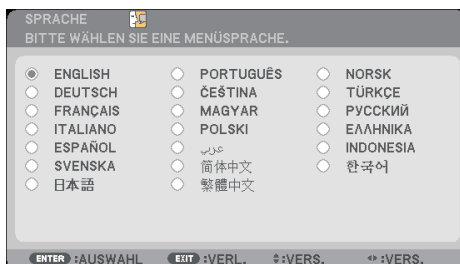 SPRACHE
BITTE WÄHLEN SIE EINE MENÜSPRACHE.
ENGLISH PORTUGUÊS NORSK
DEUTSCH ČEŠTINA TÜRKÇE
FRANÇAIS MAGYAR РУССКИЙ
ITALIANO POLSKI ΕΛΛΗΝΙΚΑ
ESPAÑOL عربي INDONESIA
SVENSKA 简体中文 한국어
日本語 繁體中文
ENTER :AUSWAHL EXIT :VERL. :VERS. :VERS.